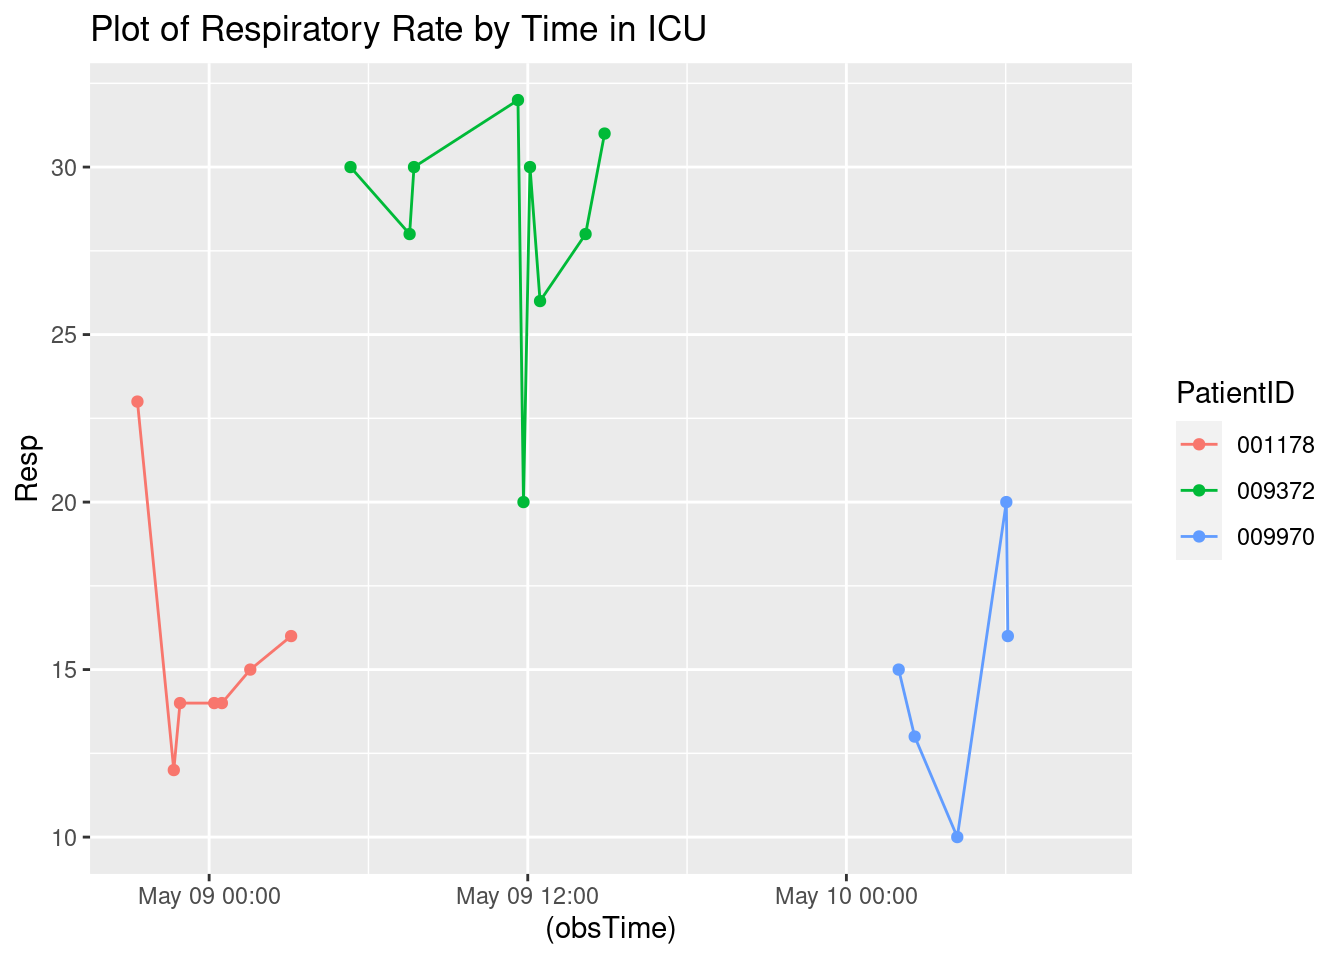 Plot of Respiratory Rate by Time in ICU
30
25
20
15
10
Resp
May 09 00:00
May 09 12:00
May 10 00:00
(obsTime)
PatientID
001178
009372
009970